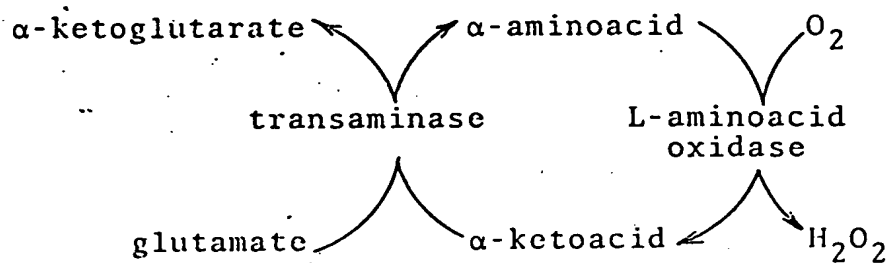 α-ketoglutarate α-aminoacid O₂
transaminase L-aminoacid
oxidase
glutamate α-ketoacid H₂O₂